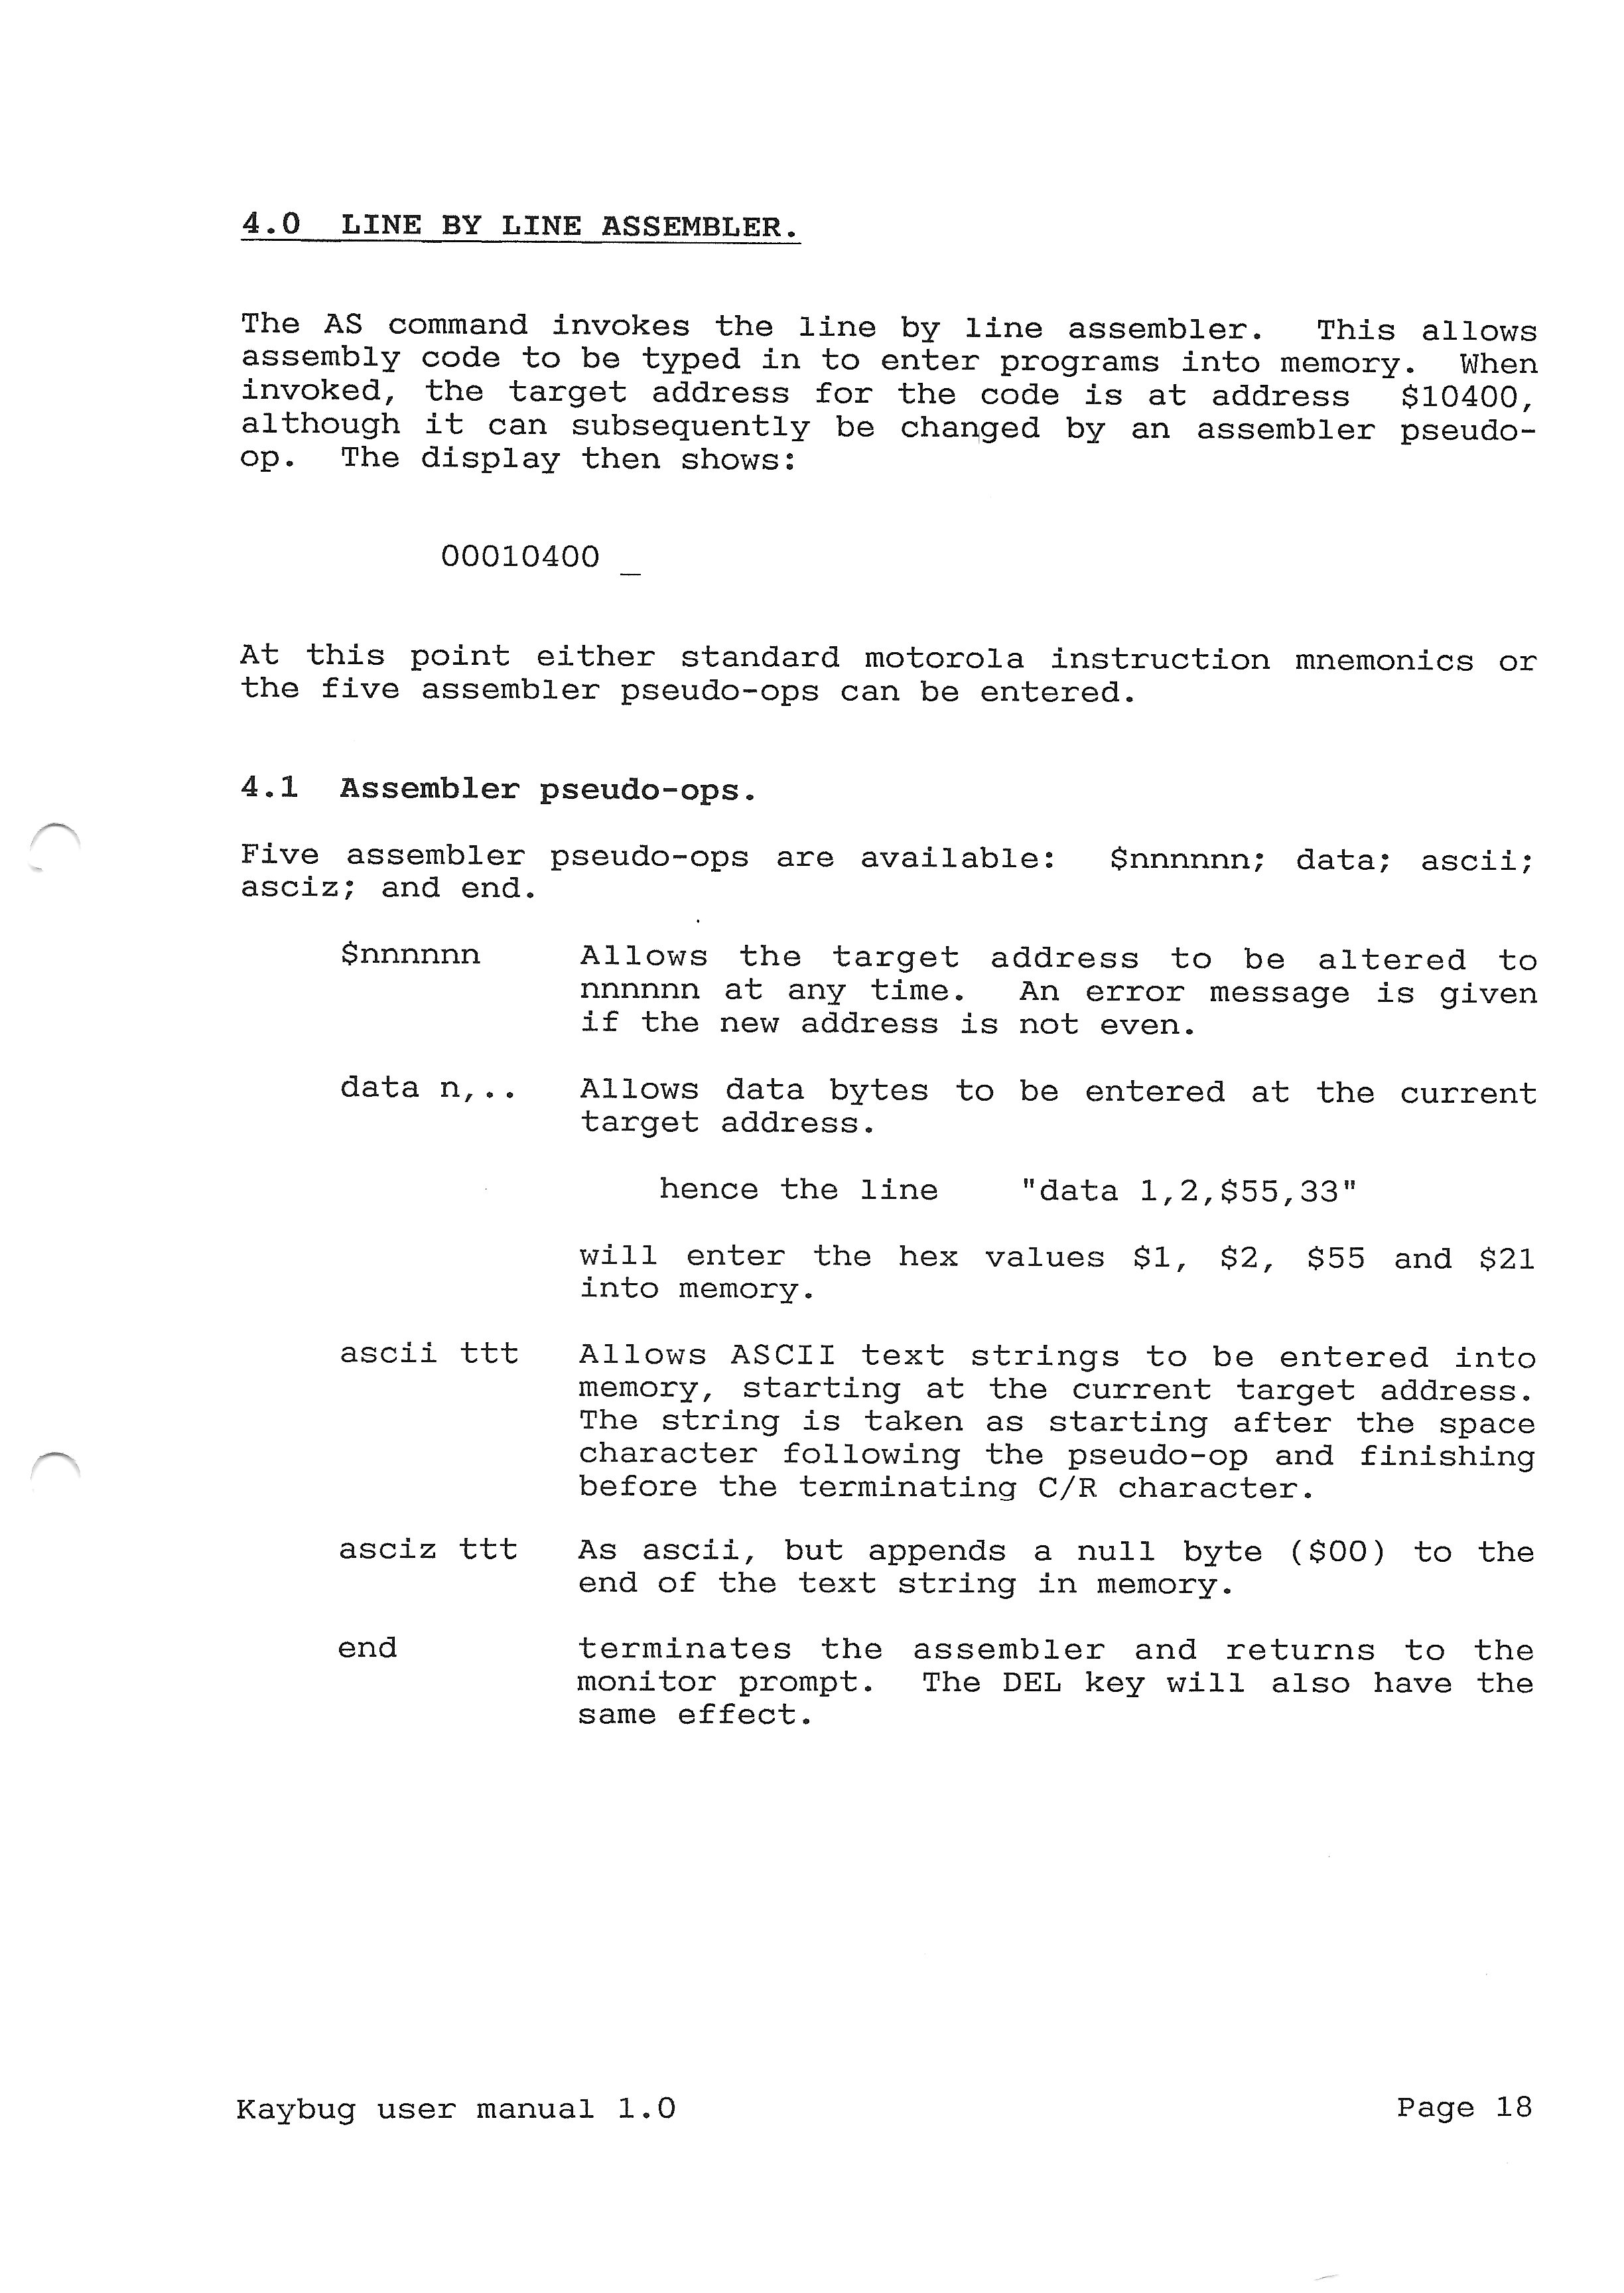 4.0 LINE BY LINE ASSEMBLER.
The AS command invokes the line by line assembler. This allows
assembly code to be typed in to enter programs into memory. When
invoked, the target address for the code is at address $10400,
although it can subsequently be changed by an assembler pseudo-
op. The display then shows:
00010400 _
At this point either standard motorola instruction mnemonics or
the five assembler pseudo-ops can be entered.
4.1 Assembler pseudo-ops.
Five assembler pseudo-ops are available: $nnnnnn; data; ascii;
asciz; and end.
$nnnnnn Allows the target address to be altered to
nnnnnn at any time. An error message is given
if the new address is not even.
data n,.. Allows data bytes to be entered at the current
target address.
hence the line "data 1,2,$55,33"
will enter the hex values $1, $2, $55 and $21
into memory.
ascii ttt Allows ASCII text strings to be entered into
memory, starting at the current target address.
The string is taken as starting after the space
character following the pseudo-op and finishing
before the terminating C/R character.
asciz ttt As ascii, but appends a null byte ($00) to the
end of the text string in memory.
end terminates the assembler and returns to the
monitor prompt. The DEL key will also have the
same effect.
Kaybug user manual 1.0 Page 18